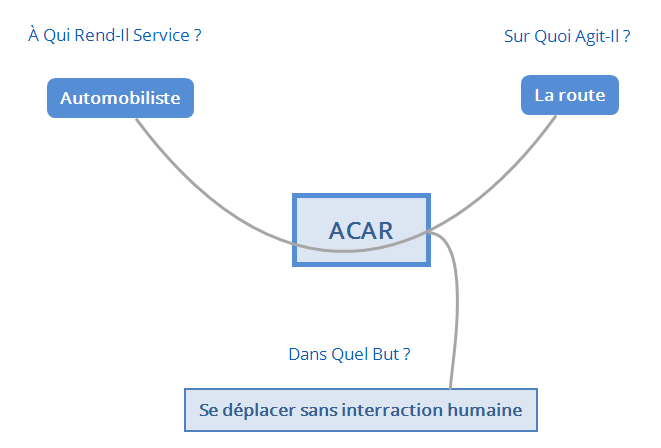 À Qui Rend-Il Service ?
Sur Quoi Agit-Il ?
Automobiliste
La route
ACAR
Dans Quel But ?
Se déplacer sans interraction humaine